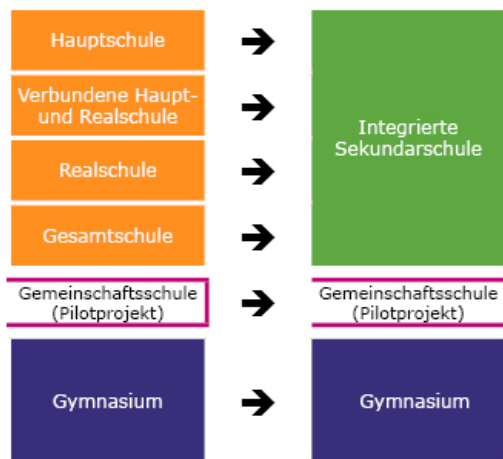 Hauptschule
Verbundene Haupt-
und Realschule
Realschule
Gesamtschule
Integrierte
Sekundarschule
Gemeinschaftsschule
(Pilotprojekt)
Gemeinschaftsschule
(Pilotprojekt)
Gymnasium
Gymnasium